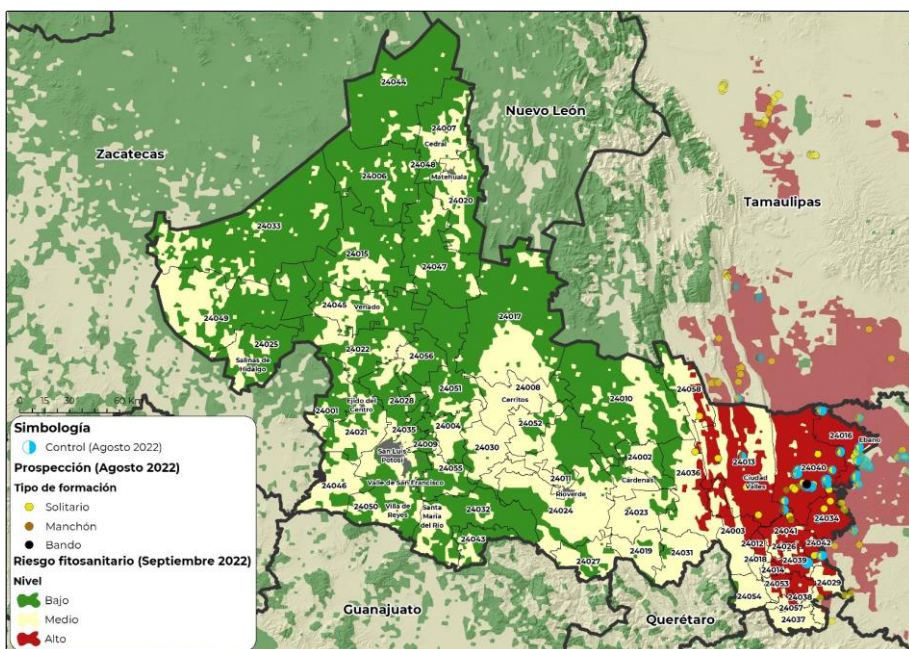 24044
Nuevo León
24007
Cedral
Zacatecas
24048
24006
Matehuala
24020
Tamaulipas
24033
24015
24047
24045
Venado
24049
24017
24025
Salinas de
Hidalgo
24022
24056
24051
24008
Cerritos
24010
24058
0 15 30 60 Km
24001
Ejido del
Centro
24028
24021
24035
24004
24052
24009
24030
San Luis
Potosí
24055
24002
24036
24013
24016
Ebano
24040
Ciudad
Valles
Valle de San Francisco
24011
Rioverde
Cárdenas
24046
24050
Villa de
Reyes
Santa
María
del Río
24032
24024
24023
24034
24003
24041
24012
24026
24042
24043
24027
24019
24031
24018
24039
24014
24053
24029
24054
24038
24057
24037
Guanajuato
Querétaro
Simbología
Control (Agosto 2022)
Prospección (Agosto 2022)
Tipo de formación
Solitario
Manchón
Bando
Riesgo fitosanitario (Septiembre 2022)
Nivel
Bajo
Medio
Alto